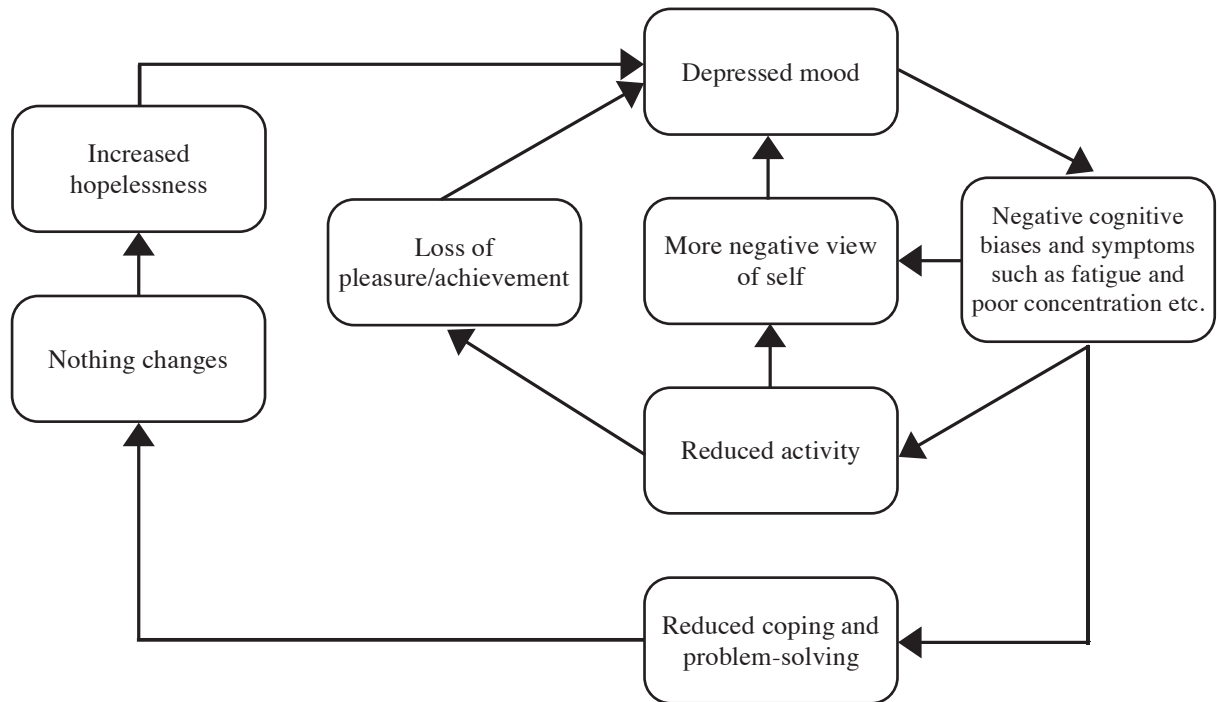 Depressed mood
Increased
hopelessness
Negative cognitive
biases and symptoms
such as fatigue and
poor concentration etc.
Loss of
pleasure/achievement
More negative view
of self
Nothing changes
Reduced activity
Reduced coping and
problem-solving